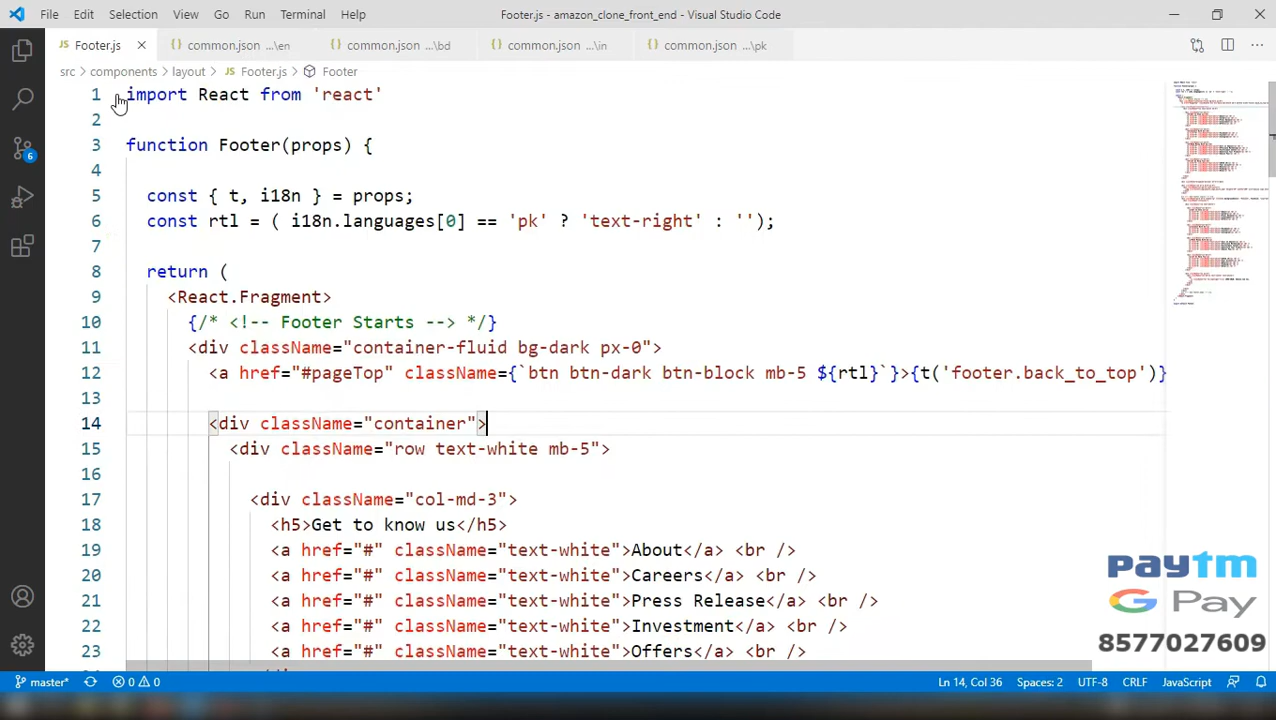 File Edit Selection View Go Run Terminal Help Footer.js - amazon_clone_front_end - Visual Studio Code
Footer.js common.json ...\en common.json ...\bd common.json ...\in common.json ...\pk
src > components > layout > Footer.js > Footer
1 import React from 'react'
2
3 function Footer(props) {
4
5 const { t, i18n } = props;
6 const rtl = ( i18n.languages[0] == 'pk' ? 'text-right' : '');
7
8 return (
9 <React.Fragment>
10 {/* <!-- Footer Starts --> */}
11 <div className="container-fluid bg-dark px-0">
12 <a href="#pageTop" className={`btn btn-dark btn-block mb-5 ${rtl}`}>{t('footer.back_to_top')}
13
14 <div className="container">
15 <div className="row text-white mb-5">
16
17 <div className="col-md-3">
18 <h5>Get to know us</h5>
19 <a href="#" className="text-white">About</a> <br />
20 <a href="#" className="text-white">Careers</a> <br />
21 <a href="#" className="text-white">Press Release</a> <br />
22 <a href="#" className="text-white">Investment</a> <br />
23 <a href="#" className="text-white">Offers</a> <br />
paytm
G Pay
8577027609
6
master* 0 0 Ln 14, Col 36 Spaces: 2 UTF-8 CRLF JavaScript